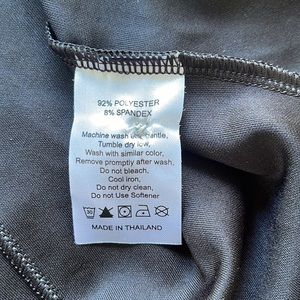 92% POLYESTER
8% SPANDEX
Machine wash gentle,
Tumble dry low,
Wash with similar color,
Remove promptly after wash,
Do not bleach,
Cool iron,
Do not dry clean,
Do not Use Softener
30
MADE IN THAILAND